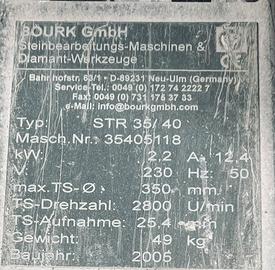 BOURK GmbH
Steinbearbeitungs-Maschinen &
Diamant-Werkzeuge
Bahnhofstr. 63/1 • D-89231 Neu-Ulm (Germany)
Service-Tel.: 0049 (0) 172 74 2222 7
Fax: 0049 (0) 731 175 37 33
e-Mail: info@bourkgmbh.com
Typ: STR 35/40
Masch.Nr.: 35405118
kW: 2.2 A: 12.4
V: 230 Hz: 50
max.TS-Ø: 350 mm
TS-Drehzahl: 2800 U/min
TS-Aufnahme: 25.4 mm
Gewicht: 49 kg
Baujahr: 2005